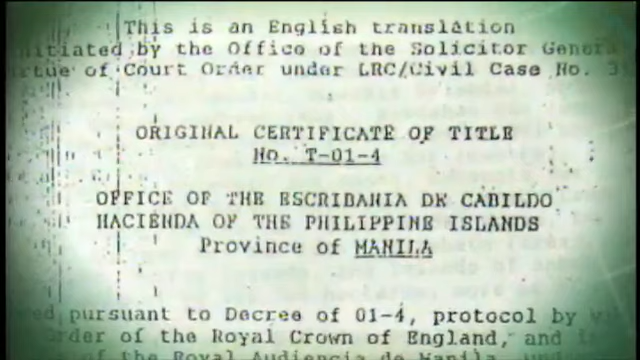 This is an English translation
initiated by the Office of the Solicitor Genera
rtue of Court Order under LRC/Civil Case No. 3
ORIGINAL CERTIFICATE OF TITLE
No. T-01-4
OFFICE OF THE ESCRIBANIA DE CABILDO
HACIENDA OF THE PHILIPPINE ISLANDS
Province of MANILA
ed pursuant to Decree of 01-4, protocol by
Order of the Royal Crown of England, and
of the Royal Audiencia de Manila,